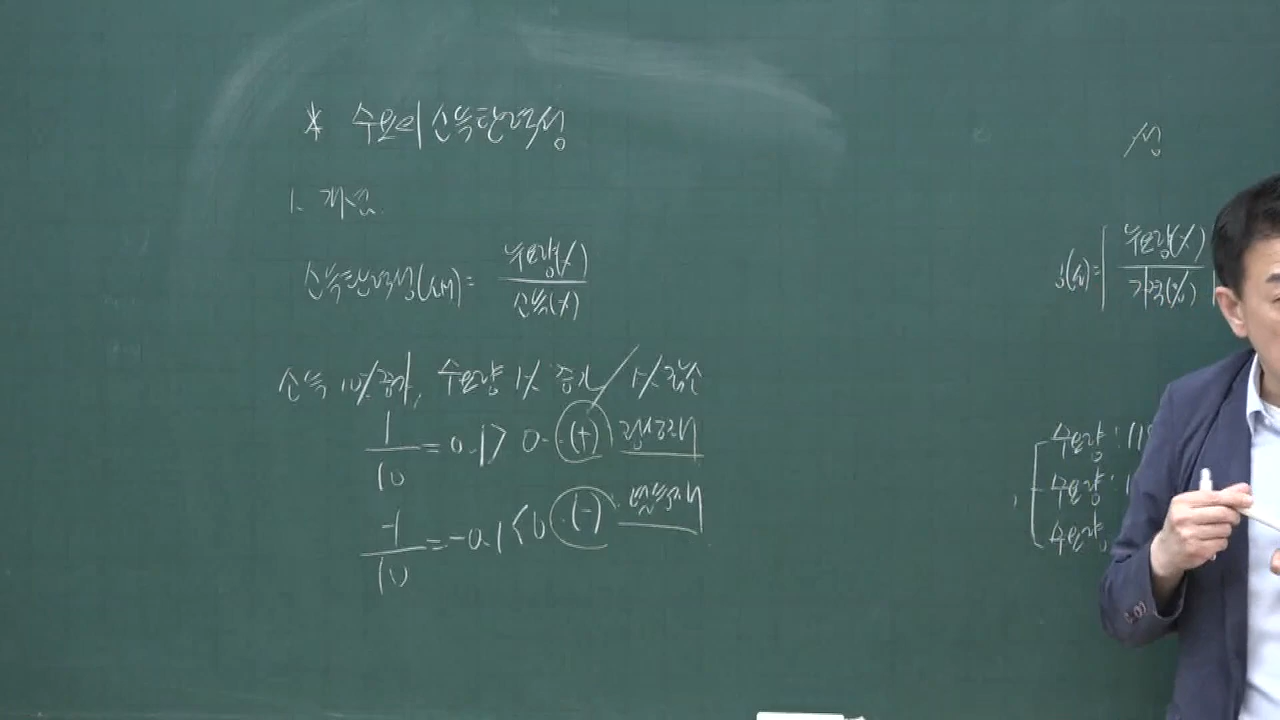 * 수요의 소득탄력성
1. 개념
소득탄력성(εM) = 수요량(%) / 소득(%)
소득 10% 증가, 수요량 1% 증가 / 1% 감소
1/10 = 0.1 > 0 (+) 정상재
-1/10 = -0.1 < 0 (-) 열등재
성
= | 수요량(%) / 가격(%)
수요량 :
수요량 :
수요량